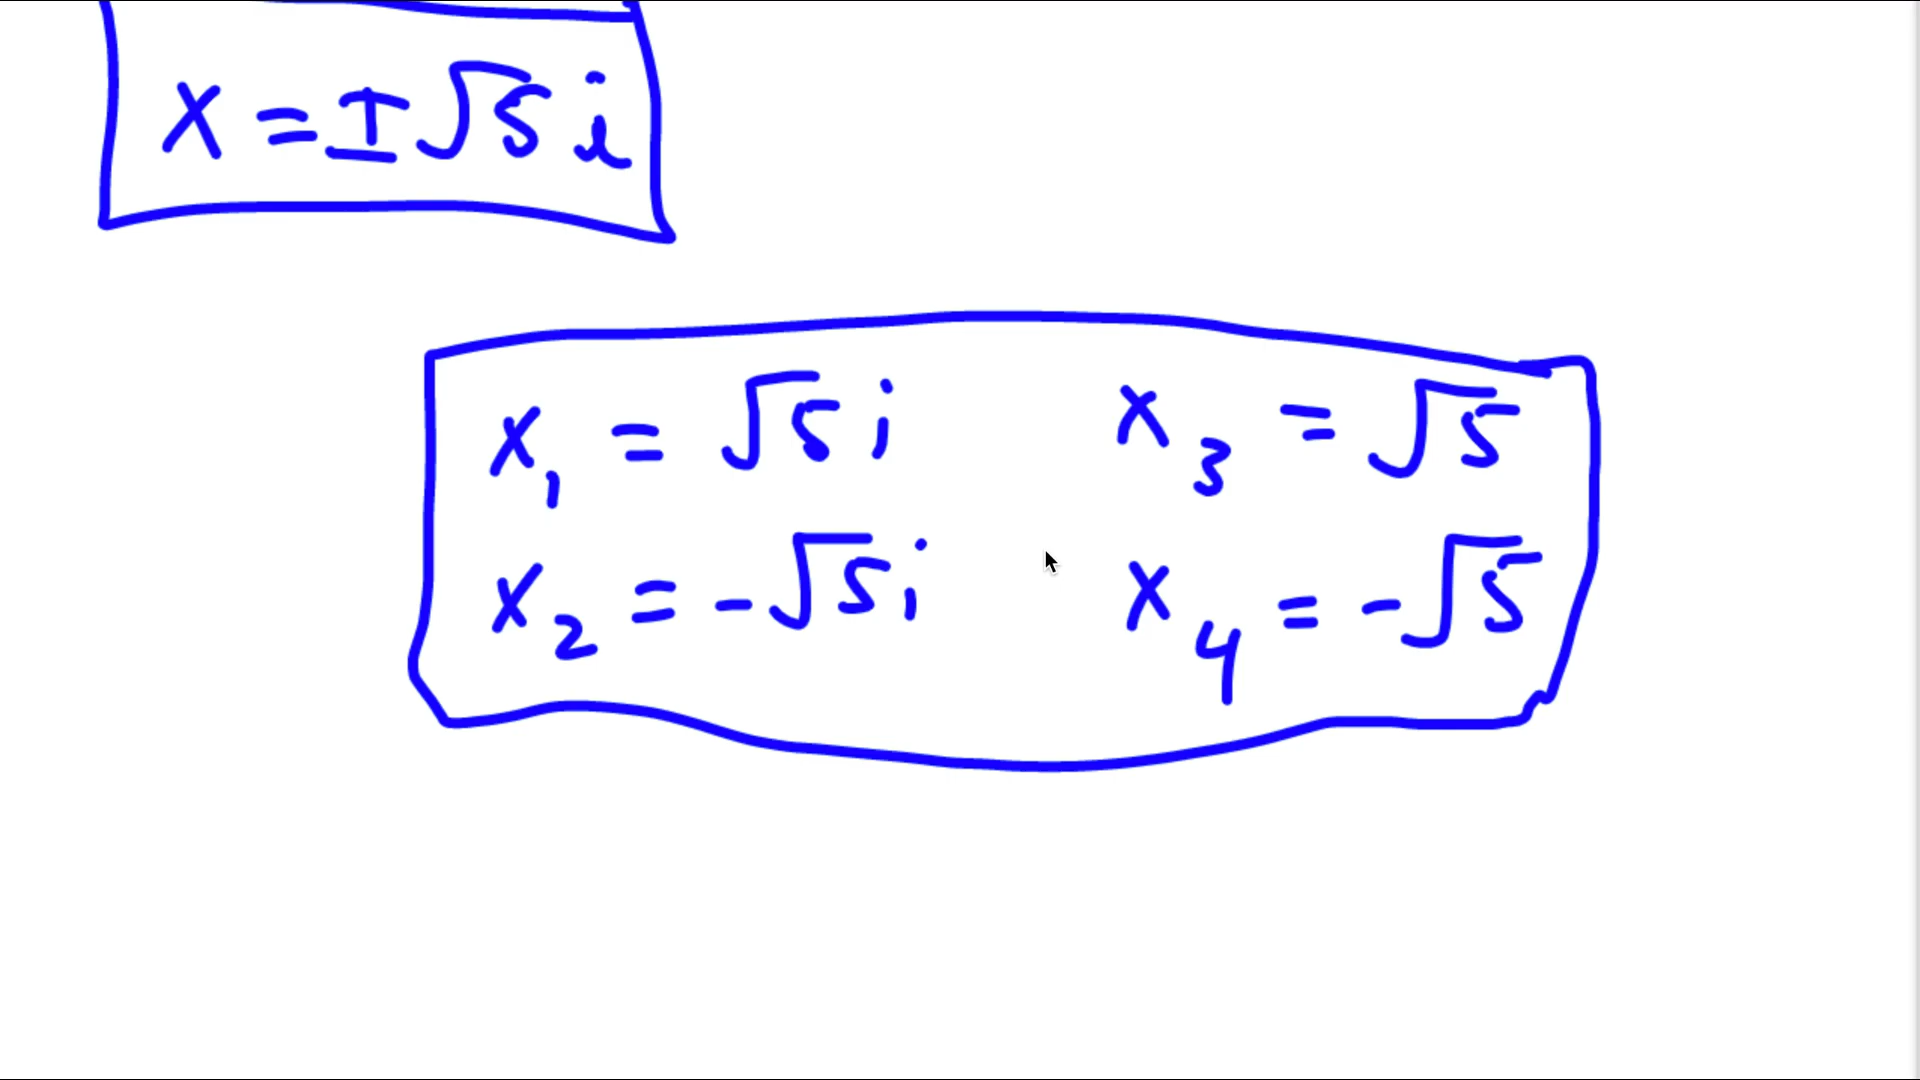 x = ±√5 i
x₁ = √5 i x₃ = √5
x₂ = -√5 i x₄ = -√5